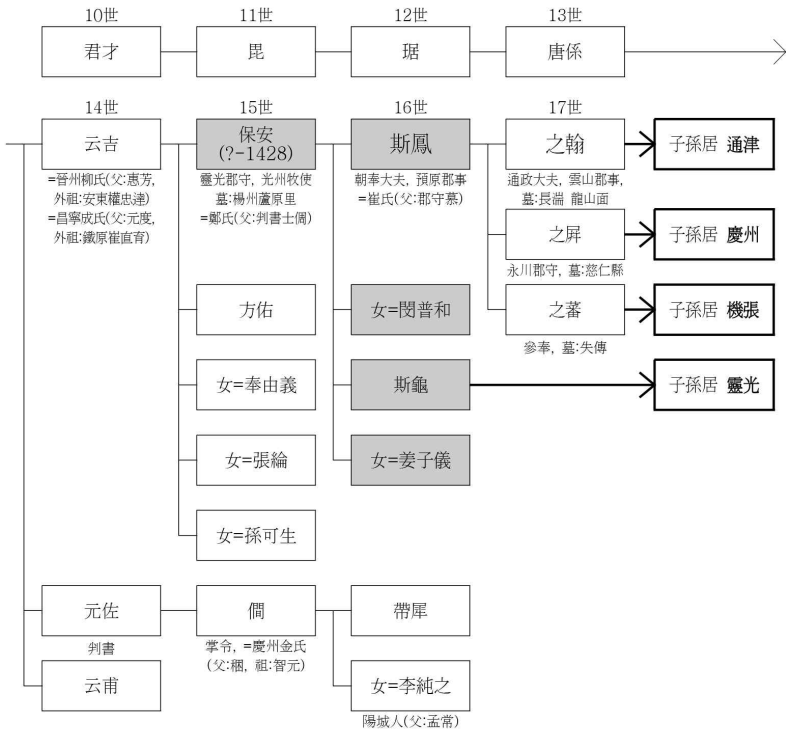 10世 11世 12世 13世
君才 毘 琚 唐係
14世 15世 16世 17世
云吉
=晉州柳氏(父:惠芳,
外祖:安東權忠達)
=昌寧成氏(父:元度,
外祖:鐵原崔直育)
保安
(?-1428)
靈光郡守, 光州牧使
墓:楊州蘆原里
=鄭氏(父:判書士倜)
斯鳳
朝奉大夫, 預原郡事
=崔氏(父:郡守慕)
之翰
通政大夫, 雲山郡事,
墓:長湍 龍山面
子孫居 通津
之屛
永川郡守, 墓:慈仁縣
子孫居 慶州
方佑
女=閔普和
之蕃
參奉, 墓:失傳
子孫居 機張
女=奉由義
斯龜
子孫居 靈光
女=張綸
女=姜子儀
女=孫可生
元佐
判書
僩
掌令, =慶州金氏
(父:稇, 祖:智元)
帶犀
云甫
女=李純之
陽城人(父:孟常)